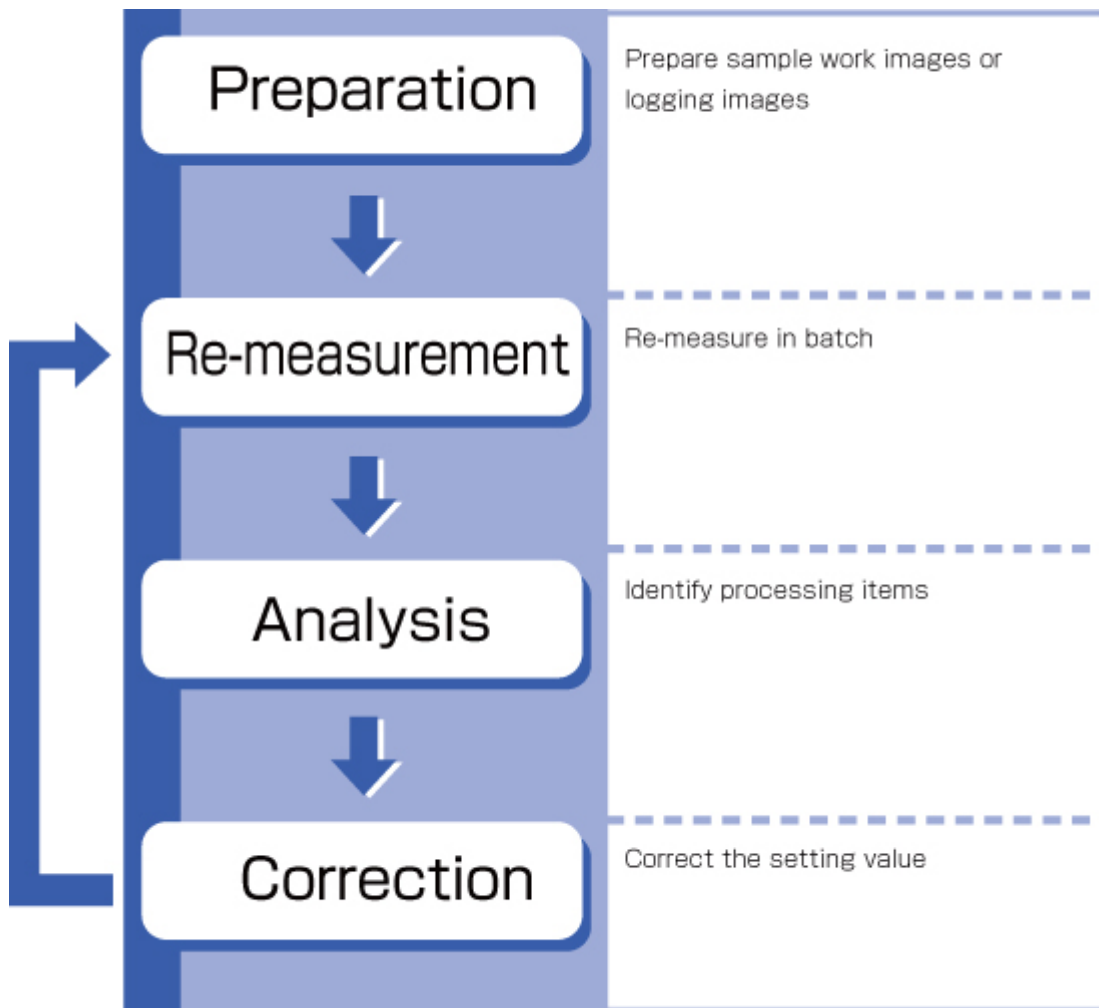 Preparation
Prepare sample work images or
logging images
Re-measurement
Re-measure in batch
Analysis
Identify processing items
Correction
Correct the setting value